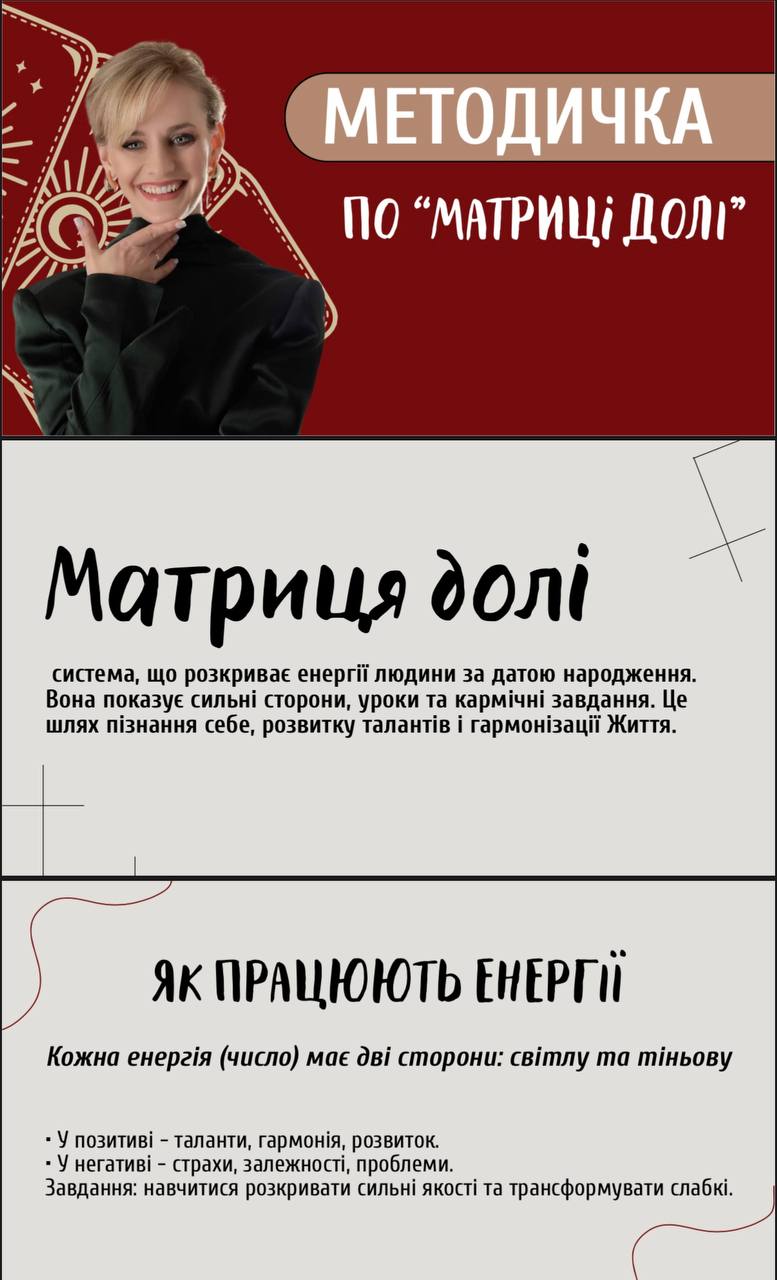 МЕТОДИЧКА
ПО “МАТРИЦІ ДОЛІ”
Матриця долі
система, що розкриває енергії людини за датою народження.
Вона показує сильні сторони, уроки та кармічні завдання. Це
шлях пізнання себе, розвитку талантів і гармонізації Життя.
ЯК ПРАЦЮЮТЬ ЕНЕРГІЇ
Кожна енергія (число) має дві сторони: світлу та тіньову
• У позитиві – таланти, гармонія, розвиток.
• У негативі – страхи, залежності, проблеми.
Завдання: навчитися розкривати сильні якості та трансформувати слабкі.